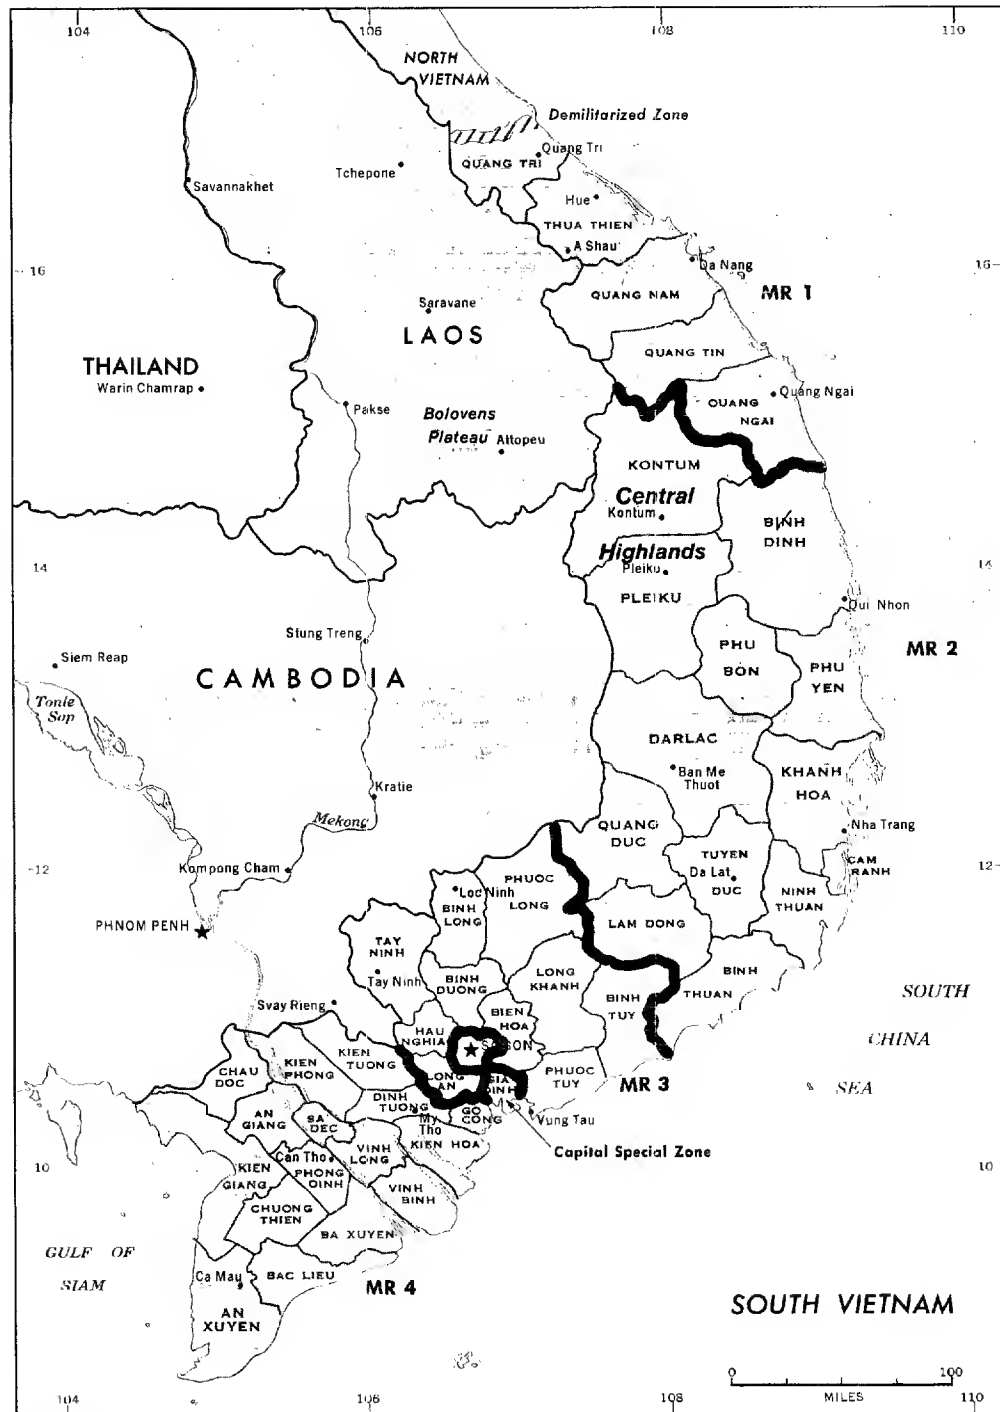 104
106
108
110
NORTH
VIETNAM
Demilitarized Zone
Quang Tri
QUANG TRI
Tchepone
Savannakhet
Hue
THUA THIEN
A Shau
16
Da Nang
16
MR 1
QUANG NAM
Saravane
LAOS
QUANG TIN
THAILAND
Warin Chamrap
Pakse
Quang Ngai
QUANG
NGAI
Bolovens
Plateau
Attopeu
KONTUM
Central
Kontum
BINH
DINH
Highlands
Pleiku
14
14
PLEIKU
Qui Nhon
Stung Treng
Siem Reap
PHU
BON
PHU
YEN
MR 2
CAMBODIA
Tonle
Sap
DARLAC
Ban Me
Thuot
KHANH
HOA
Kratie
Mekong
QUANG
DUC
Nha Trang
TUYEN
DUC
Da Lat
CAM
RANH
12
Kompong Cham
12
PHUOC
LONG
Loc Ninh
BINH
LONG
NINH
THUAN
PHNOM PENH
LAM DONG
TAY
NINH
Tay Ninh
BINH
DUONG
LONG
KHANH
BINH
THUAN
BINH
TUY
SOUTH
CHINA
SEA
Svay Rieng
BIEN
HOA
HAU
NGHIA
SAIGON
KIEN
TUONG
KIEN
PHONG
CHAU
DOC
LONG
AN
GIA
DINH
PHUOC
TUY
MR 3
DINH
TUONG
My
Tho
GO
CONG
Vung Tau
AN
GIANG
SA
DEC
KIEN HOA
Capital Special Zone
VINH
LONG
10
Can Tho
PHONG
DINH
10
KIEN
GIANG
VINH
BINH
CHUONG
THIEN
BA XUYEN
GULF OF
SIAM
Ca Mau
BAC LIEU
MR 4
AN
XUYEN
SOUTH VIETNAM
0
100
MILES
104
106
108
110